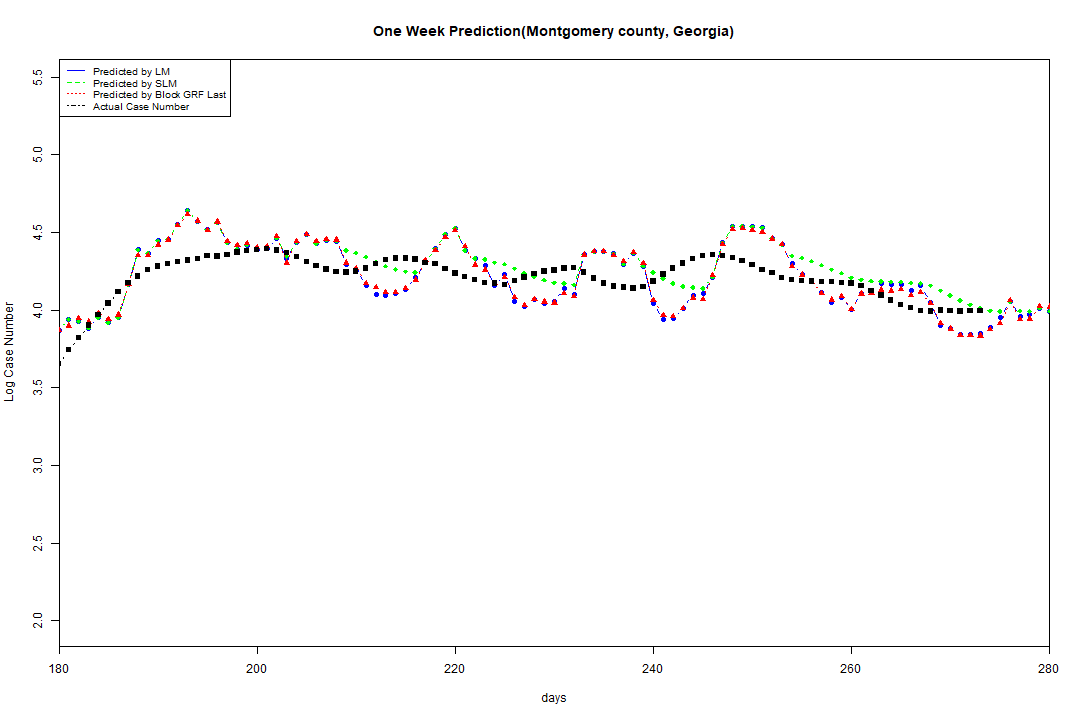 One Week Prediction(Montgomery county, Georgia)
Predicted by LM
Predicted by SLM
Predicted by Block GRF Last
Actual Case Number
5.5
5.0
4.5
4.0
3.5
3.0
2.5
2.0
Log Case Number
180 200 220 240 260 280
days